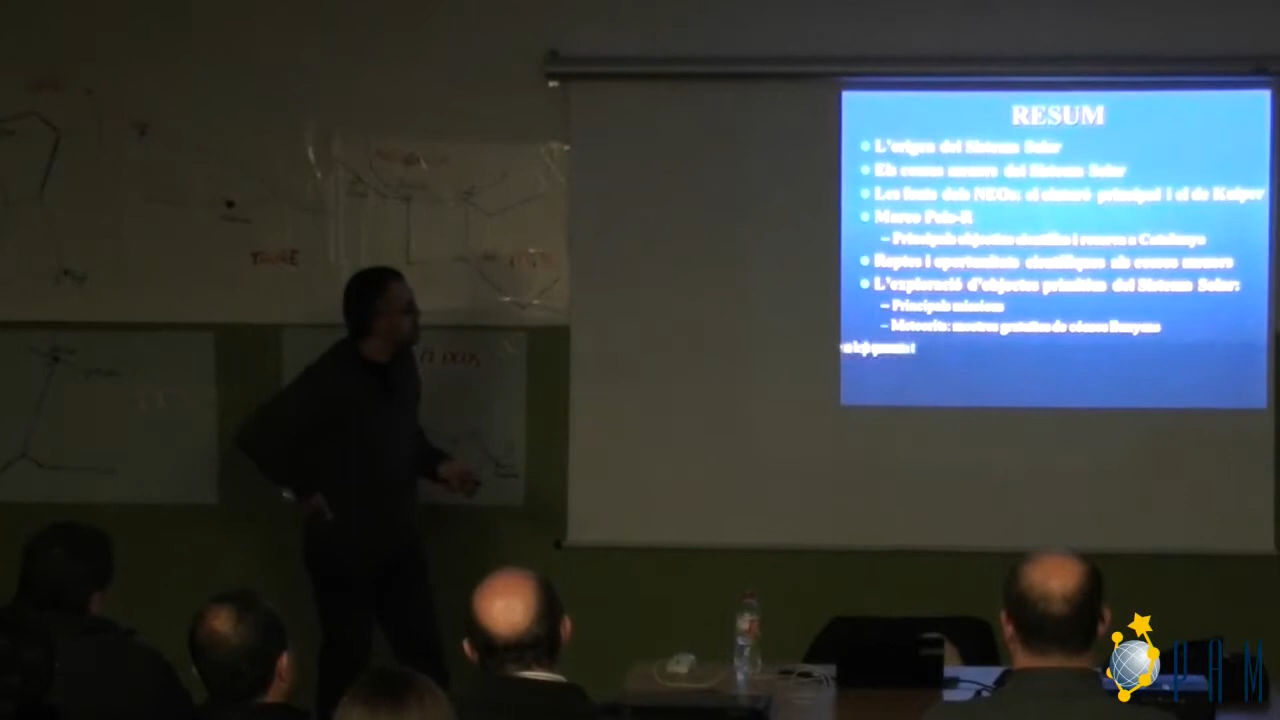 RESUM
L'origen del Sistema Solar
Els cossos menors del Sistema Solar
Les fonts dels NEOs: el cinturó principal i el de Kuiper
Marco Polo-R
– Principals objectius científics i recerca a Catalunya
Reptes i oportunitats científiques als cossos menors
L'exploració d'objectes primitius del Sistema Solar:
– Principals missions
– Meteorits: mostres gratuïtes de cossos llunyans
PAM